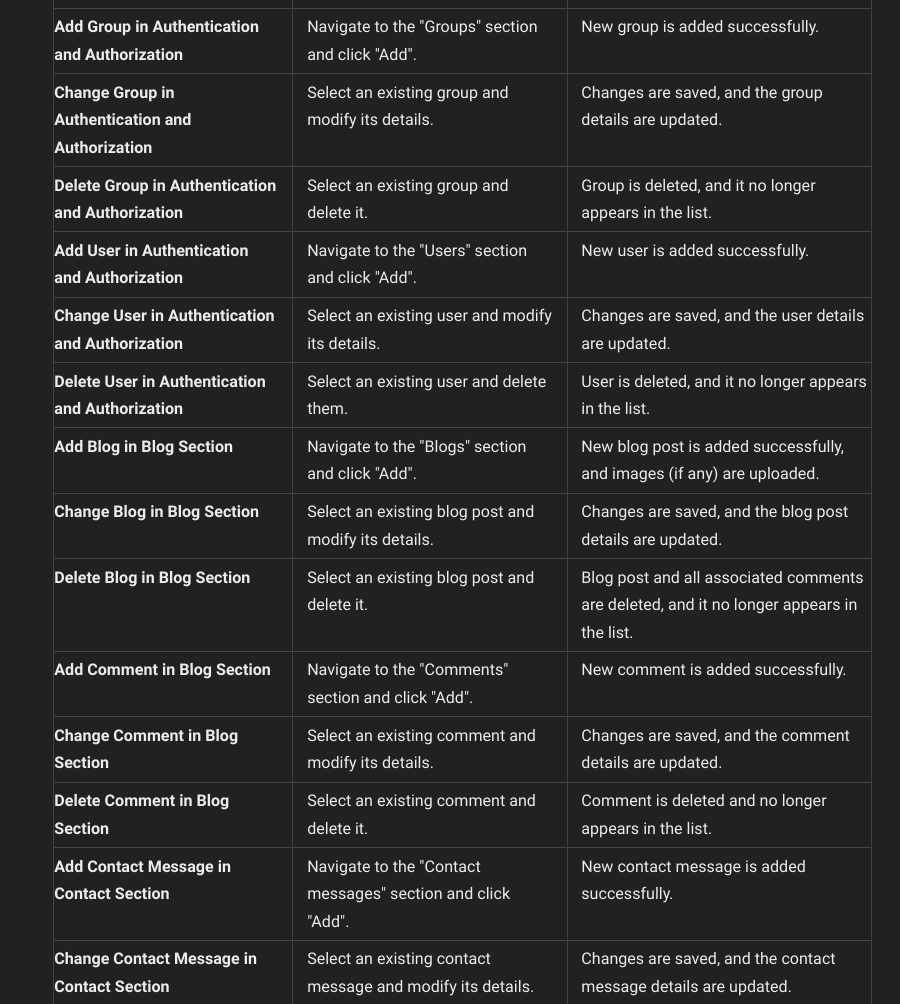 Add Group in Authentication
and Authorization
Navigate to the "Groups" section
and click "Add".
New group is added successfully.
Change Group in
Authentication and
Authorization
Select an existing group and
modify its details.
Changes are saved, and the group
details are updated.
Delete Group in Authentication
and Authorization
Select an existing group and
delete it.
Group is deleted, and it no longer
appears in the list.
Add User in Authentication
and Authorization
Navigate to the "Users" section
and click "Add".
New user is added successfully.
Change User in Authentication
and Authorization
Select an existing user and modify
its details.
Changes are saved, and the user details
are updated.
Delete User in Authentication
and Authorization
Select an existing user and delete
them.
User is deleted, and it no longer appears
in the list.
Add Blog in Blog Section
Navigate to the "Blogs" section
and click "Add".
New blog post is added successfully,
and images (if any) are uploaded.
Change Blog in Blog Section
Select an existing blog post and
modify its details.
Changes are saved, and the blog post
details are updated.
Delete Blog in Blog Section
Select an existing blog post and
delete it.
Blog post and all associated comments
are deleted, and it no longer appears in
the list.
Add Comment in Blog Section
Navigate to the "Comments"
section and click "Add".
New comment is added successfully.
Change Comment in Blog
Section
Select an existing comment and
modify its details.
Changes are saved, and the comment
details are updated.
Delete Comment in Blog
Section
Select an existing comment and
delete it.
Comment is deleted and no longer
appears in the list.
Add Contact Message in
Contact Section
Navigate to the "Contact
messages" section and click
"Add".
New contact message is added
successfully.
Change Contact Message in
Contact Section
Select an existing contact
message and modify its details.
Changes are saved, and the contact
message details are updated.